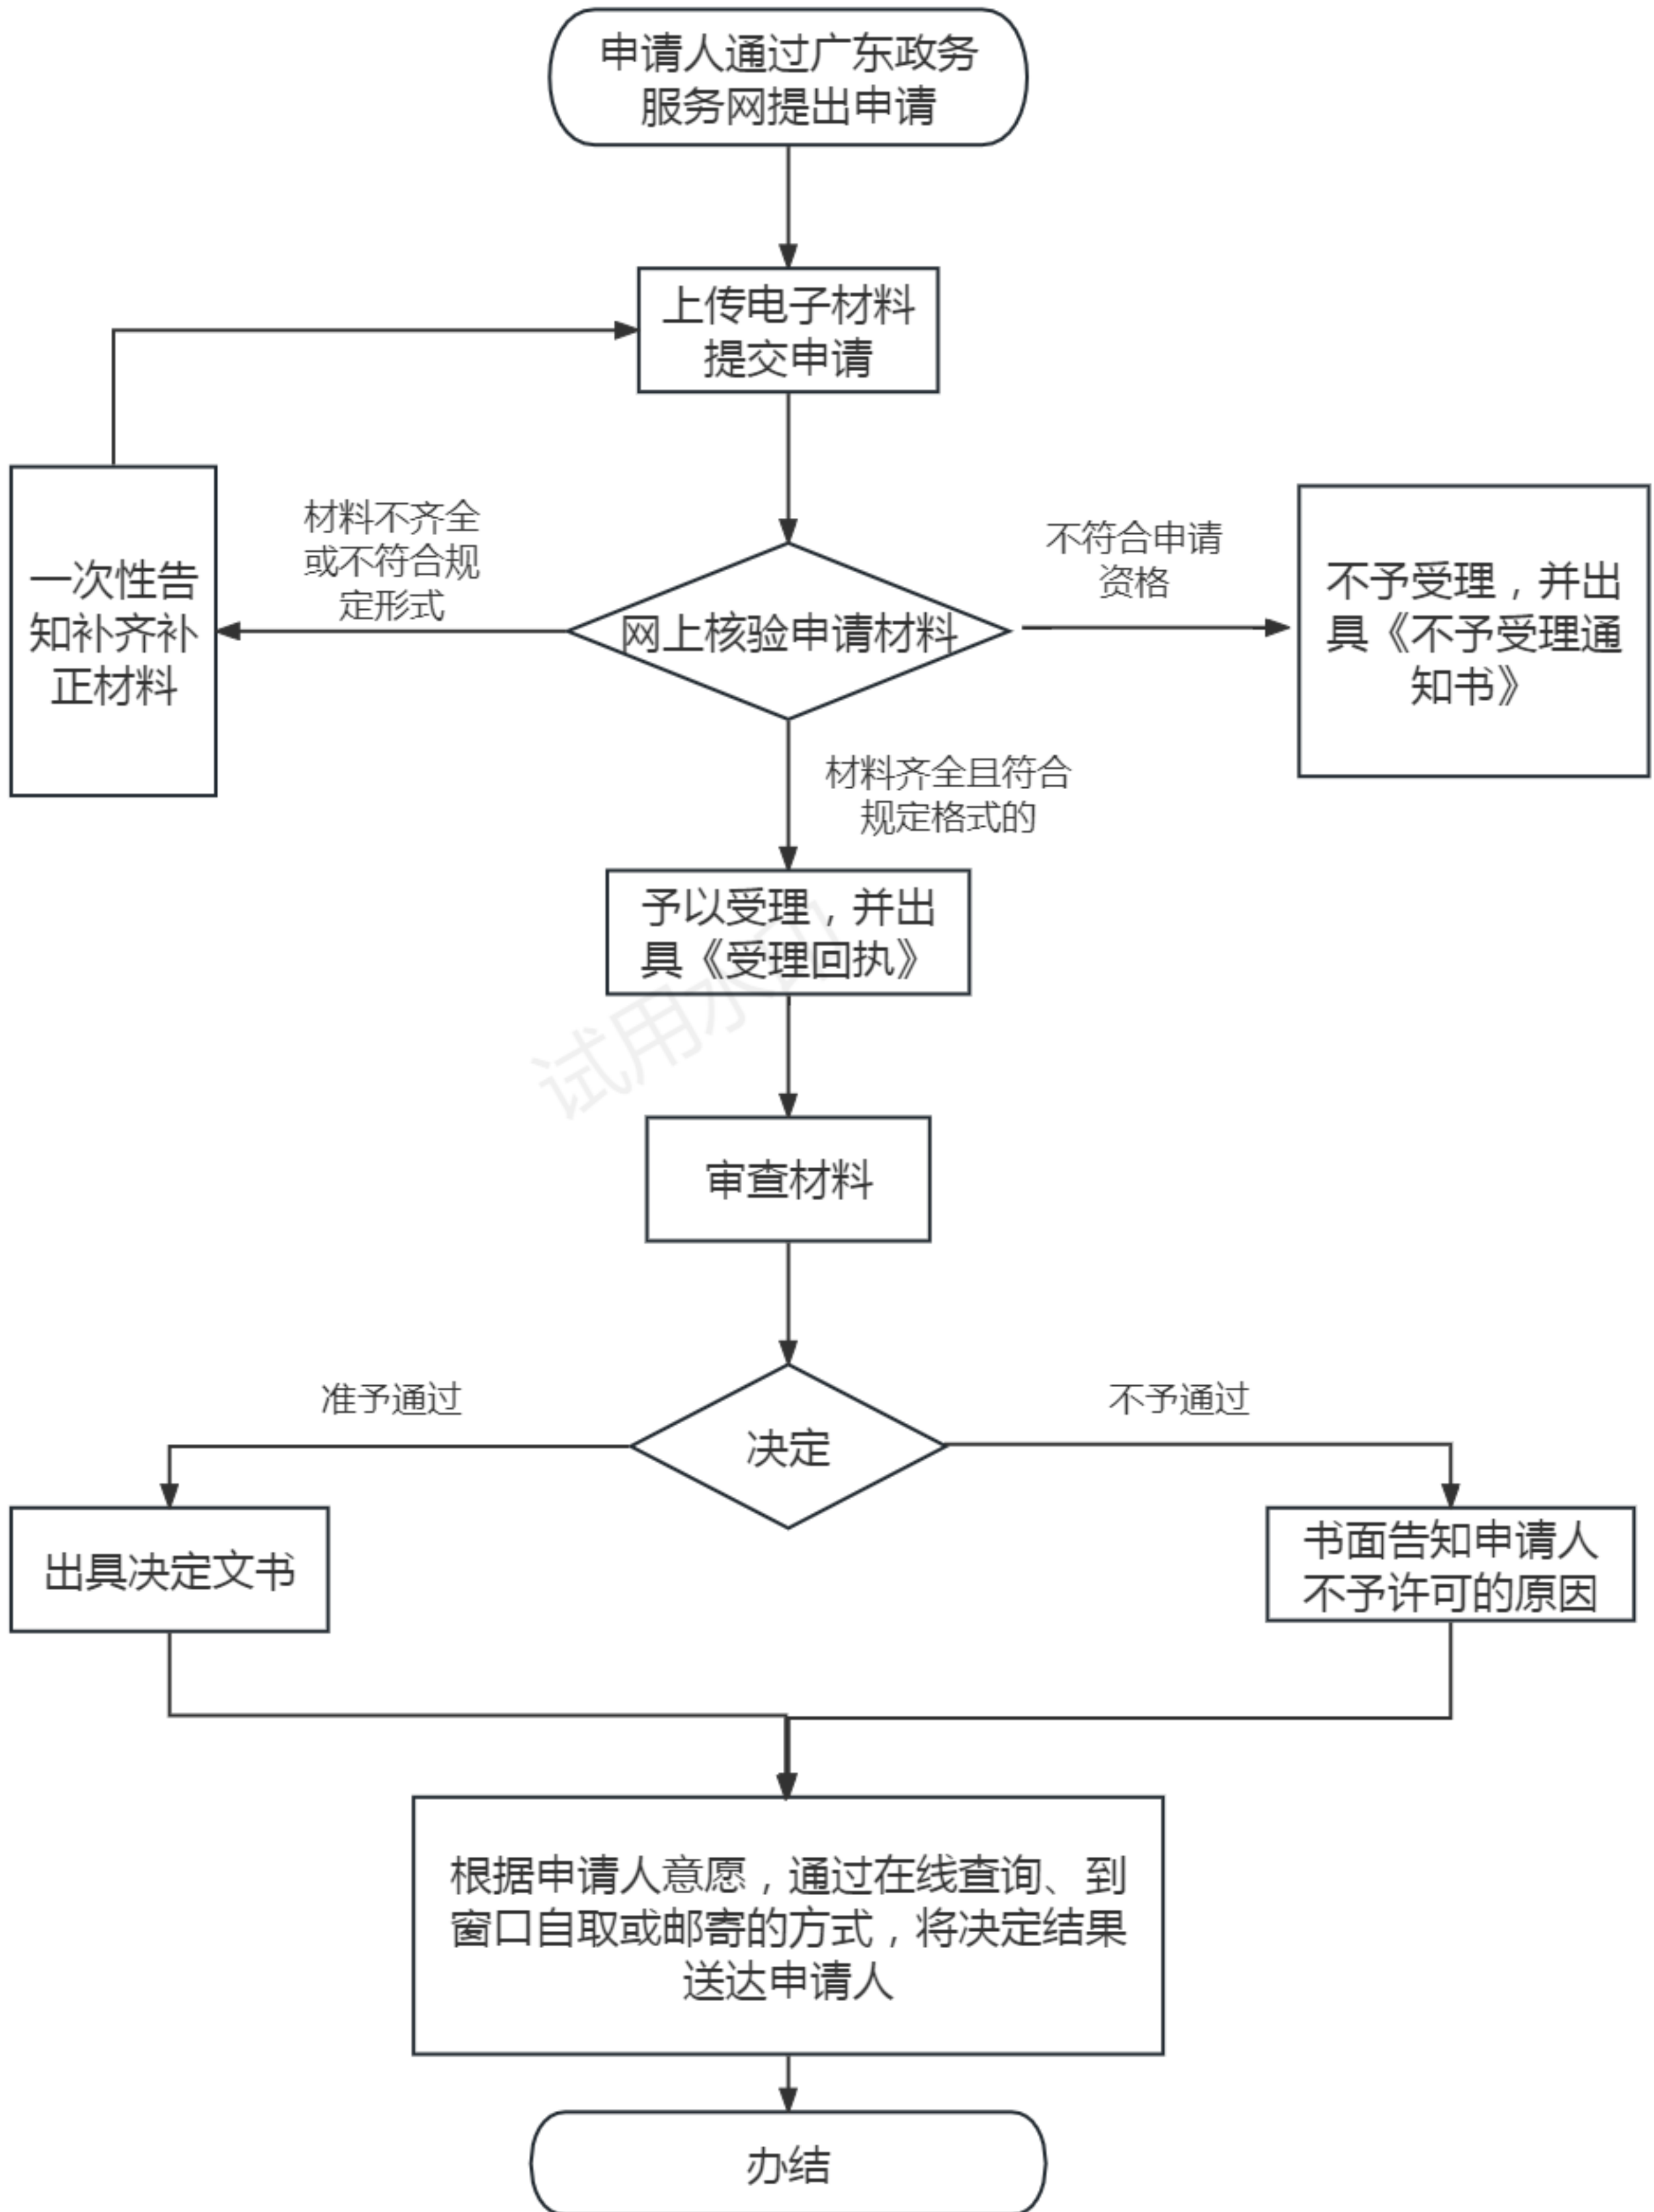 申请人通过广东政务
服务网提出申请
上传电子材料
提交申请
材料不齐全
或不符合规
定形式
不符合申请
资格
一次性告
知补齐补
正材料
网上核验申请材料
不予受理，并出
具《不予受理通
知书》
材料齐全且符合
规定格式的
予以受理，并出
具《受理回执》
试用水印
审查材料
准予通过
不予通过
决定
出具决定文书
书面告知申请人
不予许可的原因
根据申请人意愿，通过在线查询、到
窗口自取或邮寄的方式，将决定结果
送达申请人
办结